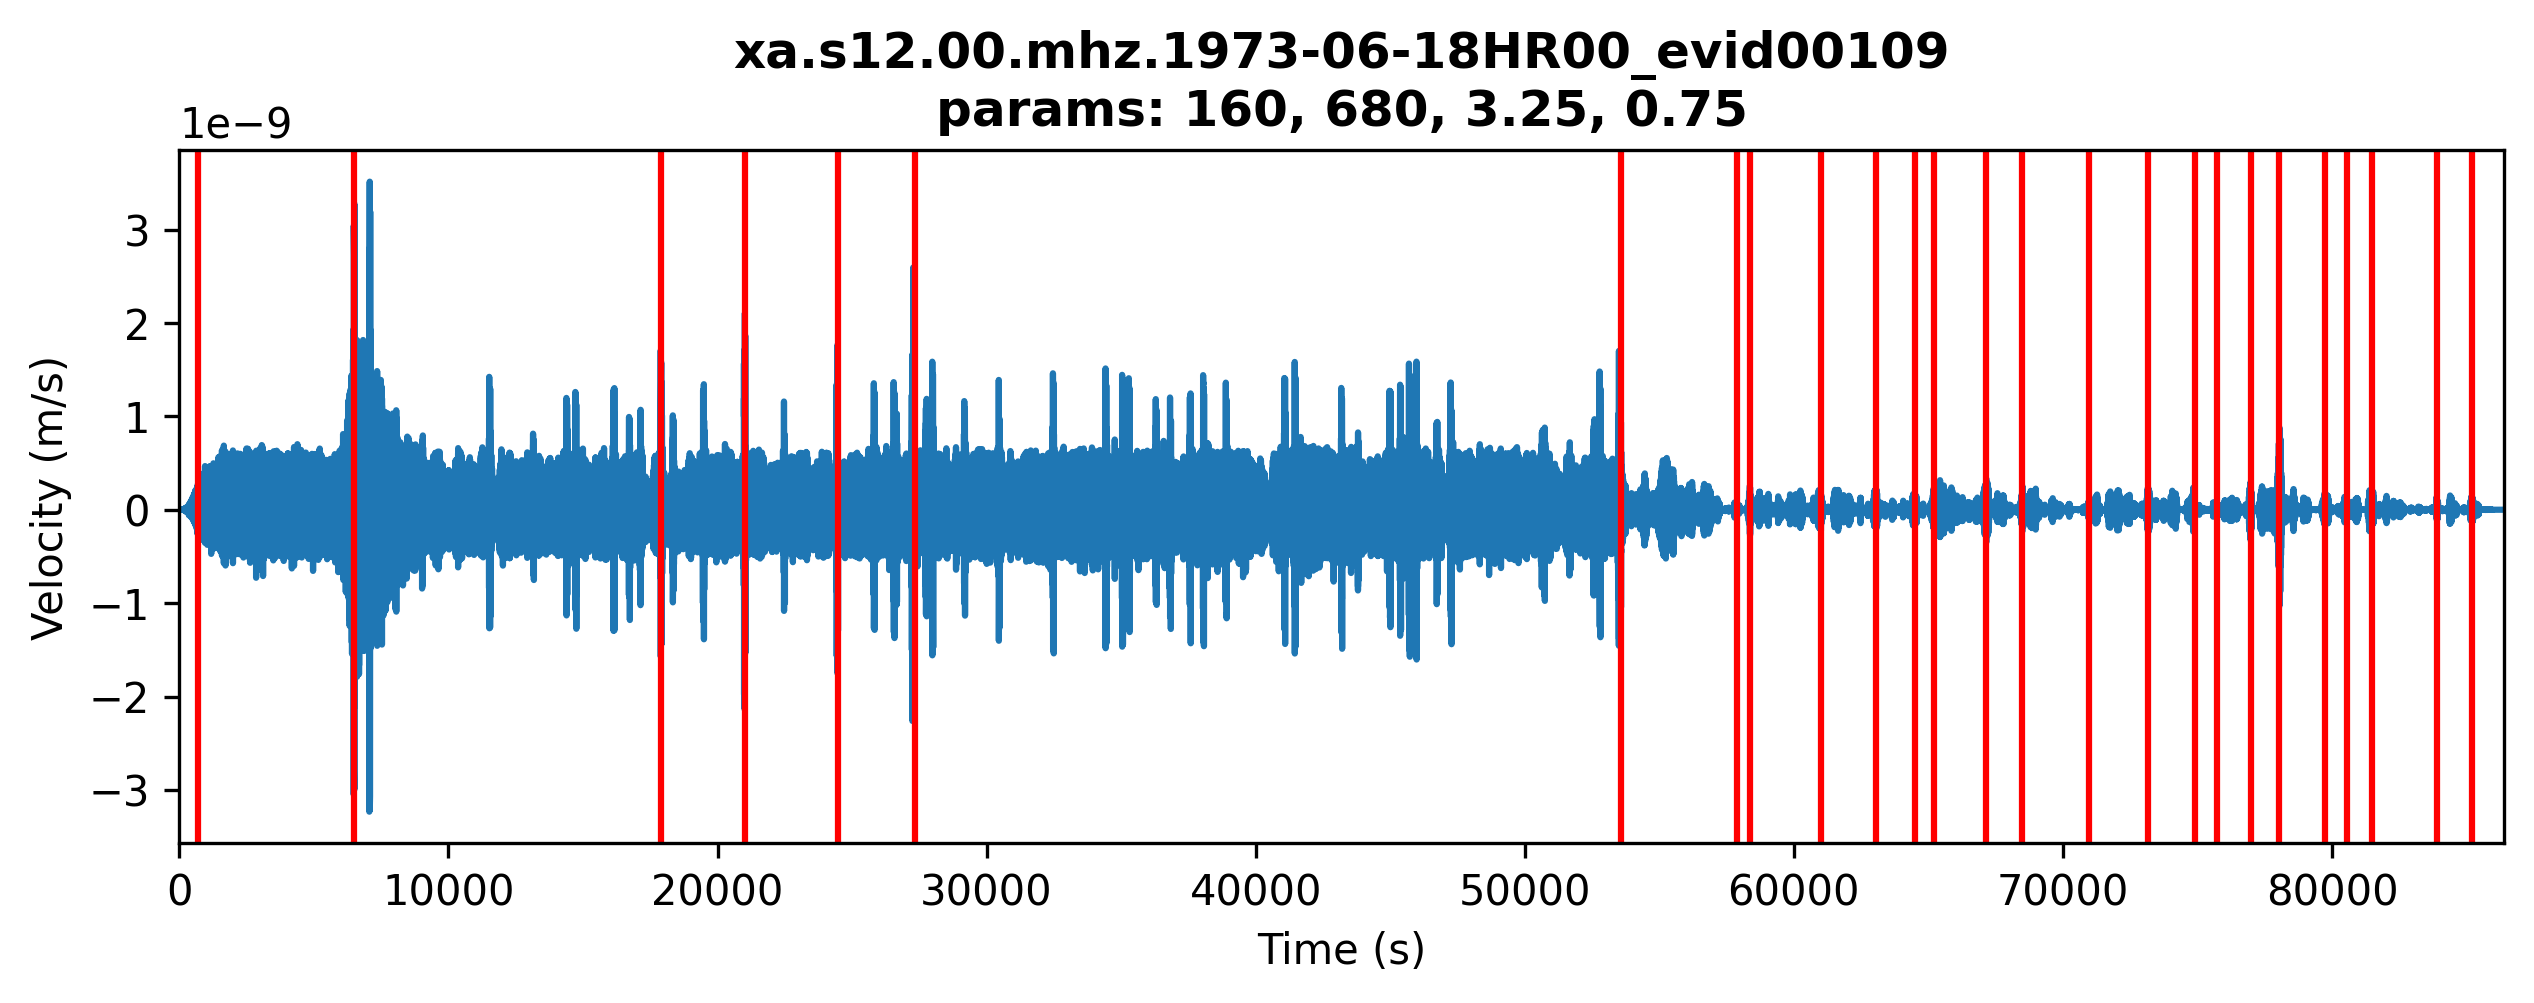 xa.s12.00.mhz.1973-06-18HR00_evid00109
params: 160, 680, 3.25, 0.75
1e−9
3
2
1
0
−1
−2
−3
Velocity (m/s)
0 10000 20000 30000 40000 50000 60000 70000 80000
Time (s)